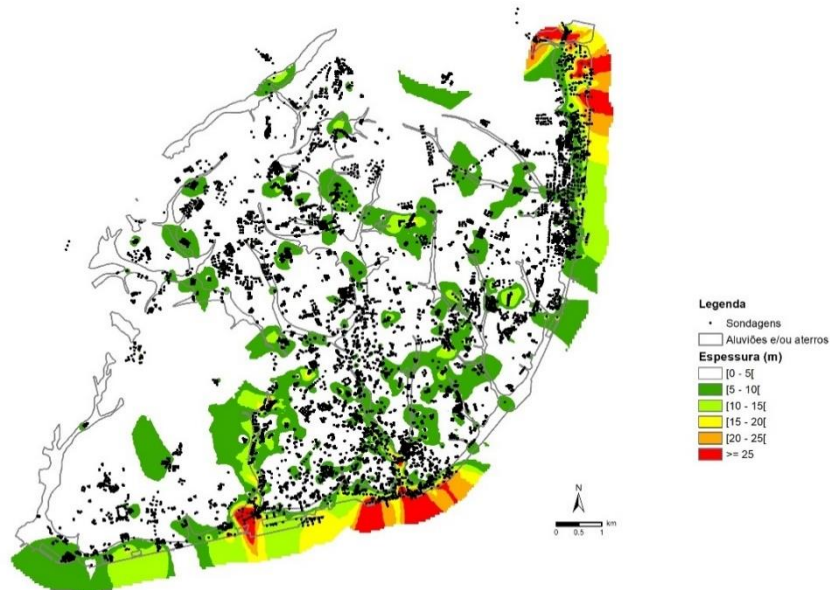 Legenda
Sondagens
Aluviões e/ou aterros
Espessura (m)
[0 - 5[
[5 - 10[
[10 - 15[
[15 - 20[
[20 - 25[
>= 25
N
0 0.5 1
km